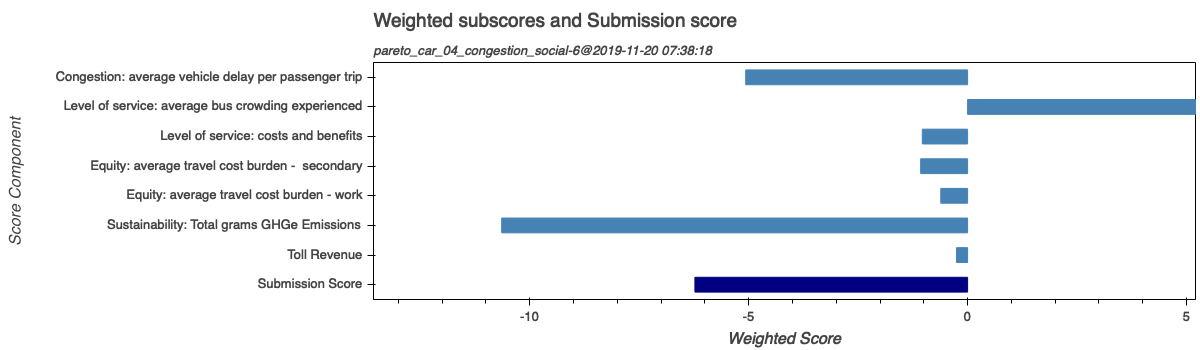 Weighted subscores and Submission score
pareto_car_04_congestion_social-6@2019-11-20 07:38:18
Score Component
Congestion: average vehicle delay per passenger trip
Level of service: average bus crowding experienced
Level of service: costs and benefits
Equity: average travel cost burden -  secondary
Equity: average travel cost burden - work
Sustainability: Total grams GHGe Emissions
Toll Revenue
Submission Score
-10 -5 0 5
Weighted Score